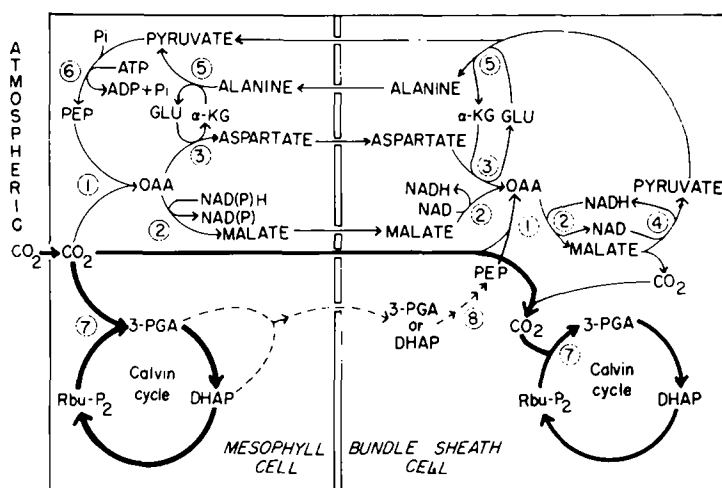 ATMOSPHERIC
CO2
Pi
PYRUVATE
6
ATP
ADP+Pi
PEP
5
ALANINE
GLU
α-KG
3
ASPARTATE
1
OAA
2
NAD(P)H
NAD(P)
MALATE
CO2
7
3-PGA
Calvin
cycle
Rbu-P2
DHAP
MESOPHYLL
CELL
ALANINE
5
α-KG
GLU
ASPARTATE
3
NADH
NAD
2
OAA
MALATE
1
PEP
2
NADH
NAD
MALATE
4
PYRUVATE
CO2
3-PGA
or
DHAP
8
CO2
7
3-PGA
Calvin
cycle
Rbu-P2
DHAP
BUNDLE SHEATH
CELL